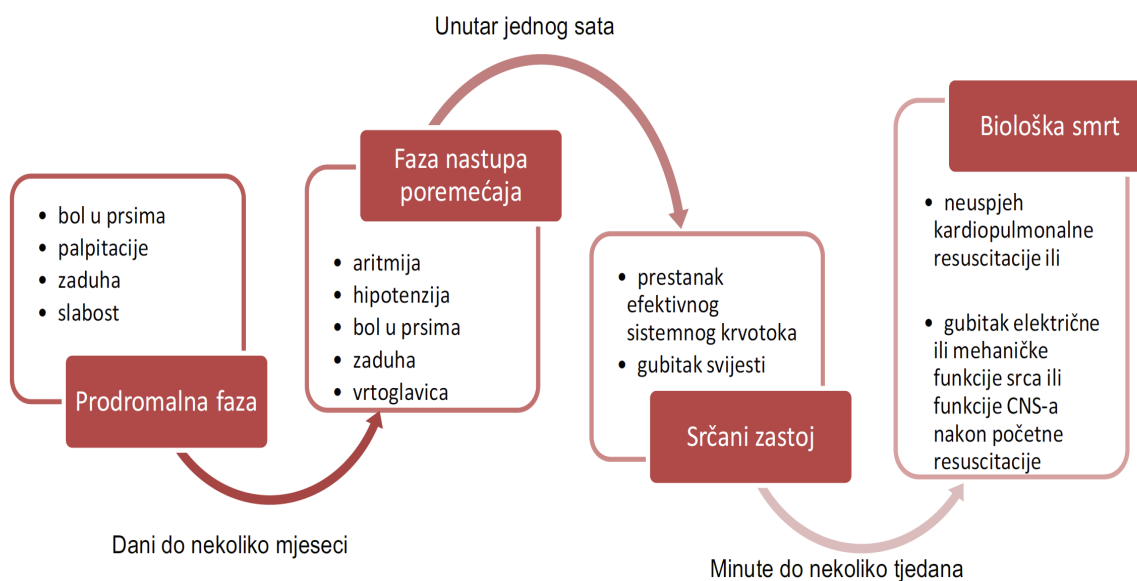 Unutar jednog sata
• bol u prsima
• palpitacije
• zaduha
• slabost
Prodromalna faza
Dani do nekoliko mjeseci
Faza nastupa
poremećaja
• aritmija
• hipotenzija
• bol u prsima
• zaduha
• vrtoglavica
• prestanak
efektivnog
sistemnog krvotoka
• gubitak svijesti
Srčani zastoj
Minute do nekoliko tjedana
Biološka smrt
• neuspjeh
kardiopulmonalne
resuscitacije ili
• gubitak električne
ili mehaničke
funkcije srca ili
funkcije CNS-a
nakon početne
resuscitacije